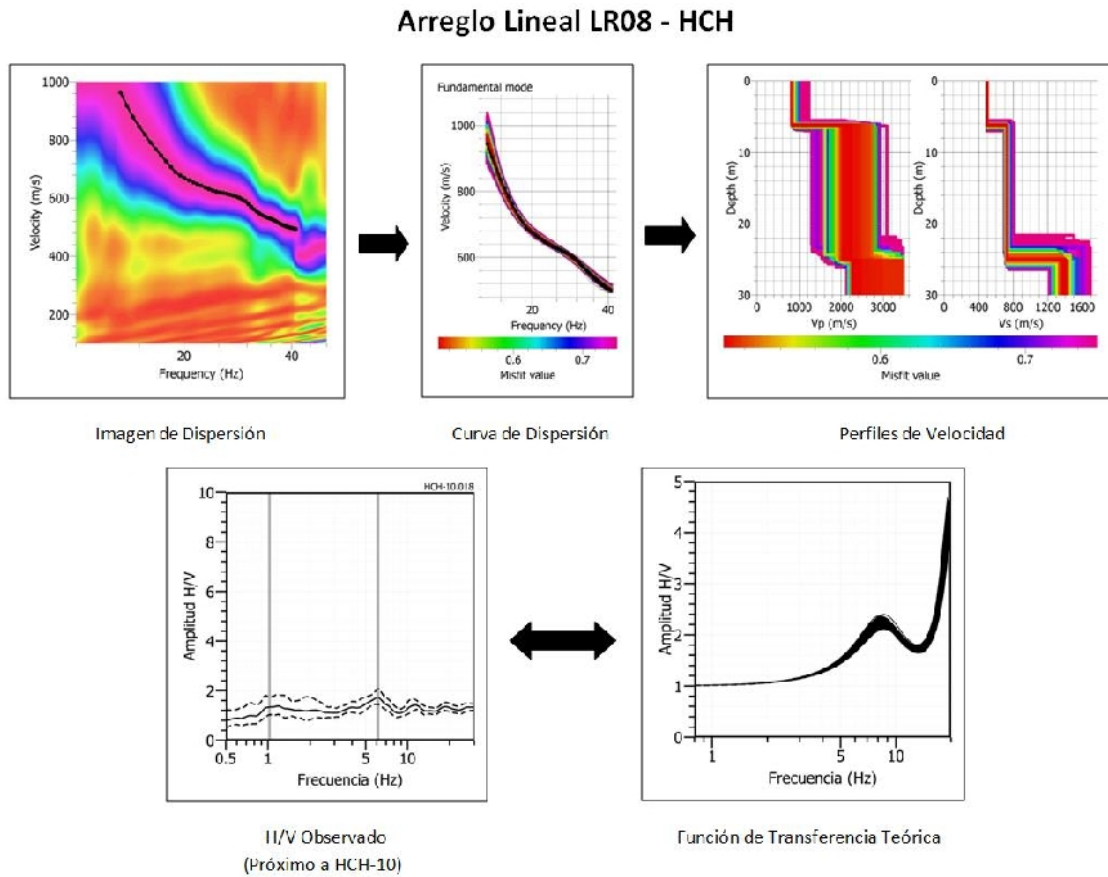 Arreglo Lineal LR08 - HCH
1000
800
600
400
200
Velocity (m/s)
20
40
Frequency (Hz)
Imagen de Dispersión
Fundamental mode
1000
800
600
Velocity (m/s)
20
40
Frequency (Hz)
0.6
0.7
Misfit value
Curva de Dispersión
0
10
20
30
Depth (m)
0
1000
2000
3000
Vp (m/s)
0
10
20
30
Depth (m)
0
400
800
1200
1600
Vs (m/s)
0.6
0.7
Misfit value
Perfiles de Velocidad
HCH-10.018
10
8
6
4
2
0
Amplitud H/V
0.5
1
5
10
Frecuencia (Hz)
H/V Observado
(Próximo a HCH-10)
5
4
3
2
1
0
Amplitud H/V
1
5
10
Frecuencia (Hz)
Función de Transferencia Teórica